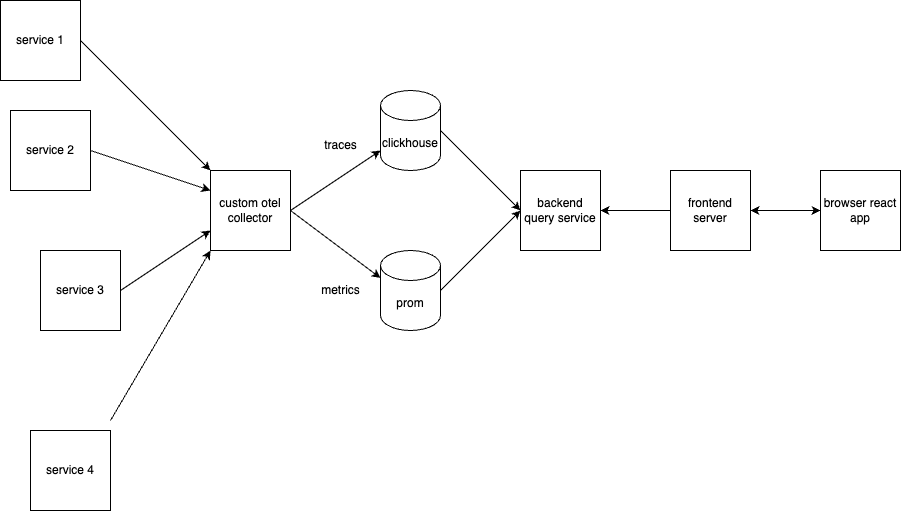 service 1
service 2
service 3
service 4
custom otel
collector
traces
metrics
clickhouse
prom
backend
query service
frontend
server
browser react
app